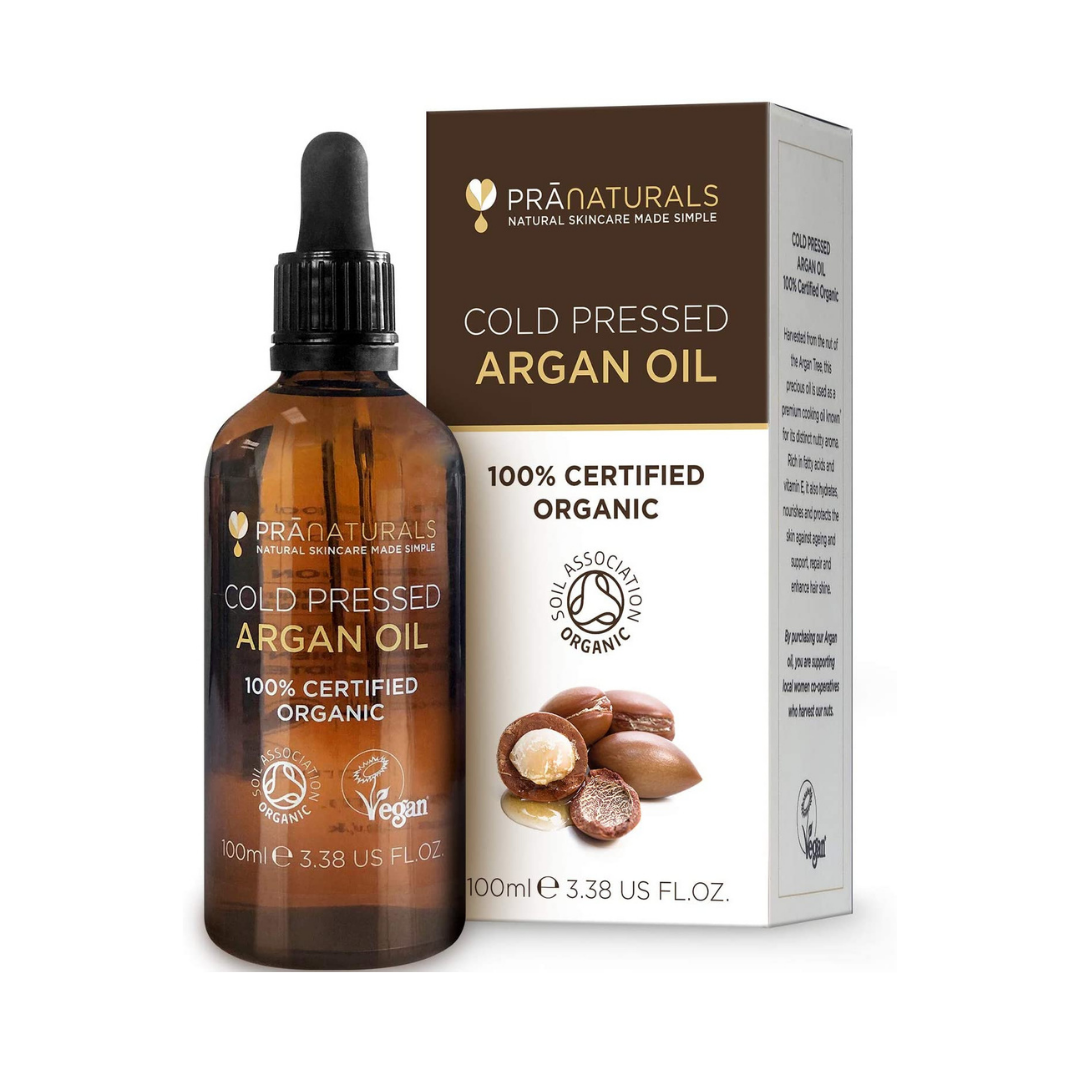 PRĀNATURALS
NATURAL SKINCARE MADE SIMPLE
COLD PRESSED
ARGAN OIL
100% CERTIFIED
ORGANIC
SOIL ASSOCIATION
ORGANIC
Vegan
100ml ℮ 3.38 US FL.OZ.
PRĀNATURALS
NATURAL SKINCARE MADE SIMPLE
COLD PRESSED
ARGAN OIL
100% CERTIFIED
ORGANIC
SOIL ASSOCIATION
ORGANIC
100ml ℮ 3.38 US FL.OZ.
COLD PRESSED
ARGAN OIL
100% Certified Organic
Harvested from the nut of
the Argan Tree, this
precious oil is used as a
premium cooking oil known
for its distinct nutty aroma.
Rich in fatty acids and
vitamin E, it also hydrates,
nourishes and protects the
skin against ageing and
support, repair and
enhance hair shine.
By purchasing our Argan
oil, you are supporting
local women co-operatives
who harvest our nuts.
Vegan